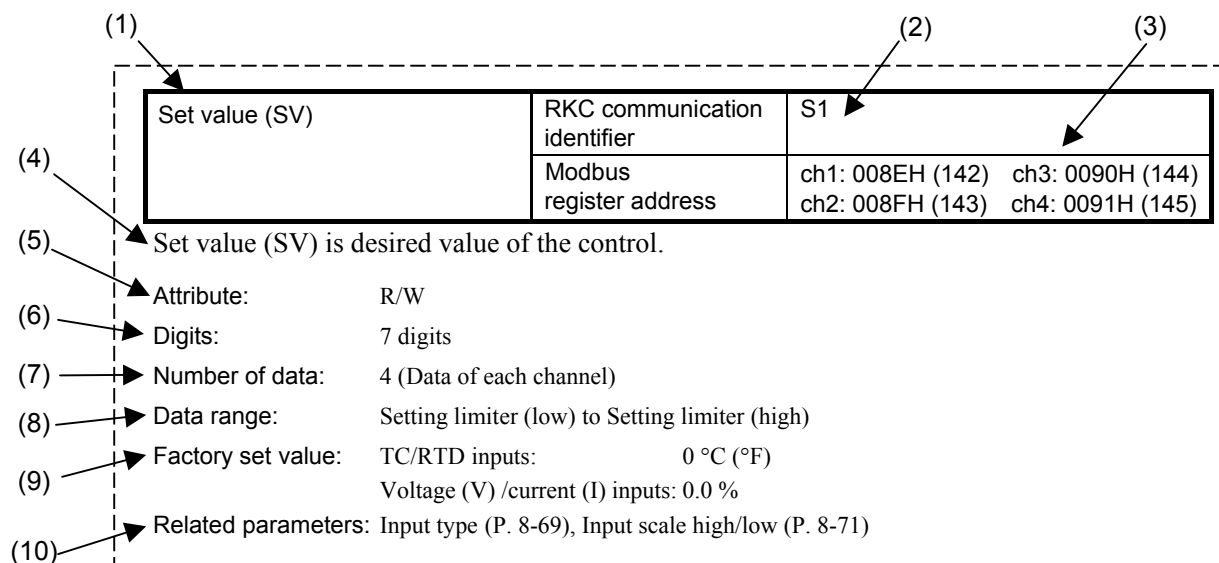 (1)
(2)
(3)
Set value (SV)
RKC communication
identifier
S1
Modbus
register address
ch1: 008EH (142) ch3: 0090H (144)
ch2: 008FH (143) ch4: 0091H (145)
(4)
Set value (SV) is desired value of the control.
(5)
Attribute: R/W
(6)
Digits: 7 digits
(7)
Number of data: 4 (Data of each channel)
(8)
Data range: Setting limiter (low) to Setting limiter (high)
(9)
Factory set value: TC/RTD inputs: 0 °C (°F)
Voltage (V) /current (I) inputs: 0.0 %
(10)
Related parameters: Input type (P. 8-69), Input scale high/low (P. 8-71)